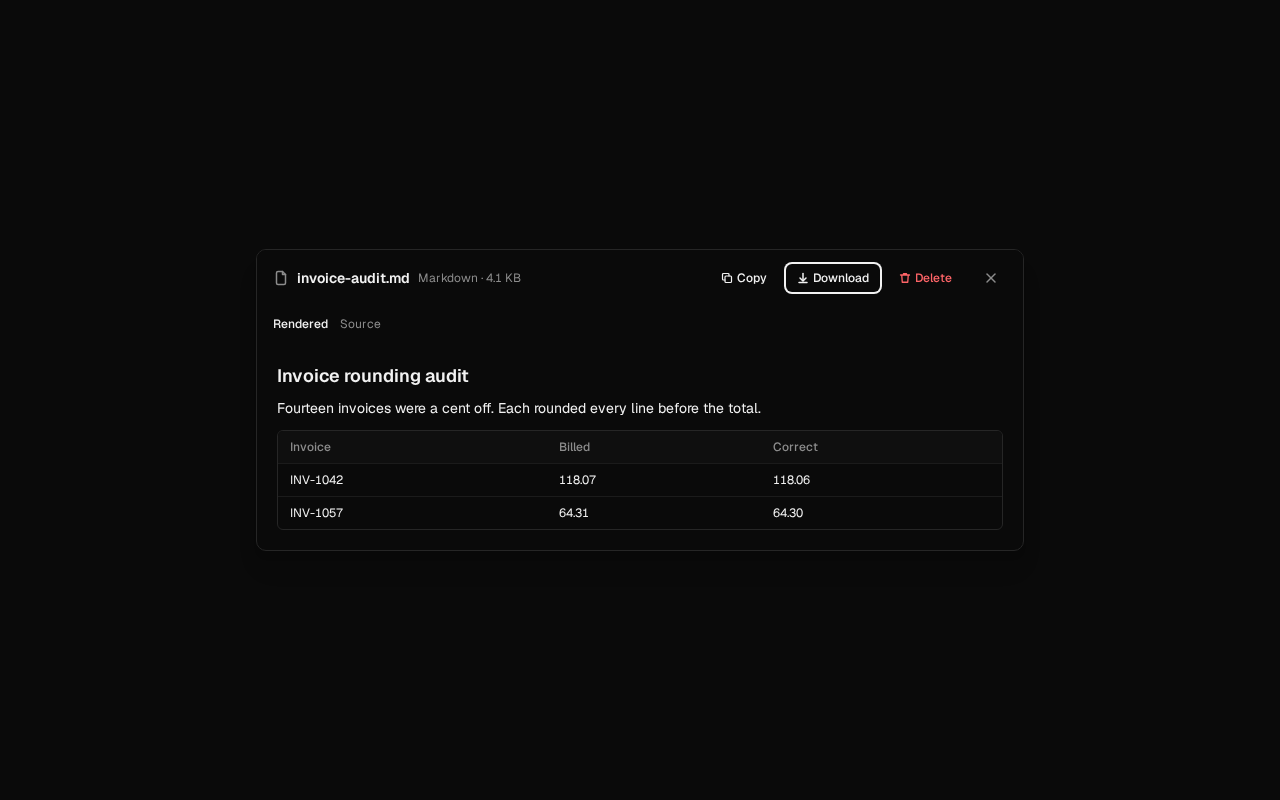 invoice-audit.md Markdown · 4.1 KB Copy Download Delete
Rendered Source
Invoice rounding audit
Fourteen invoices were a cent off. Each rounded every line before the total.
Invoice Billed Correct
INV-1042 118.07 118.06
INV-1057 64.31 64.30